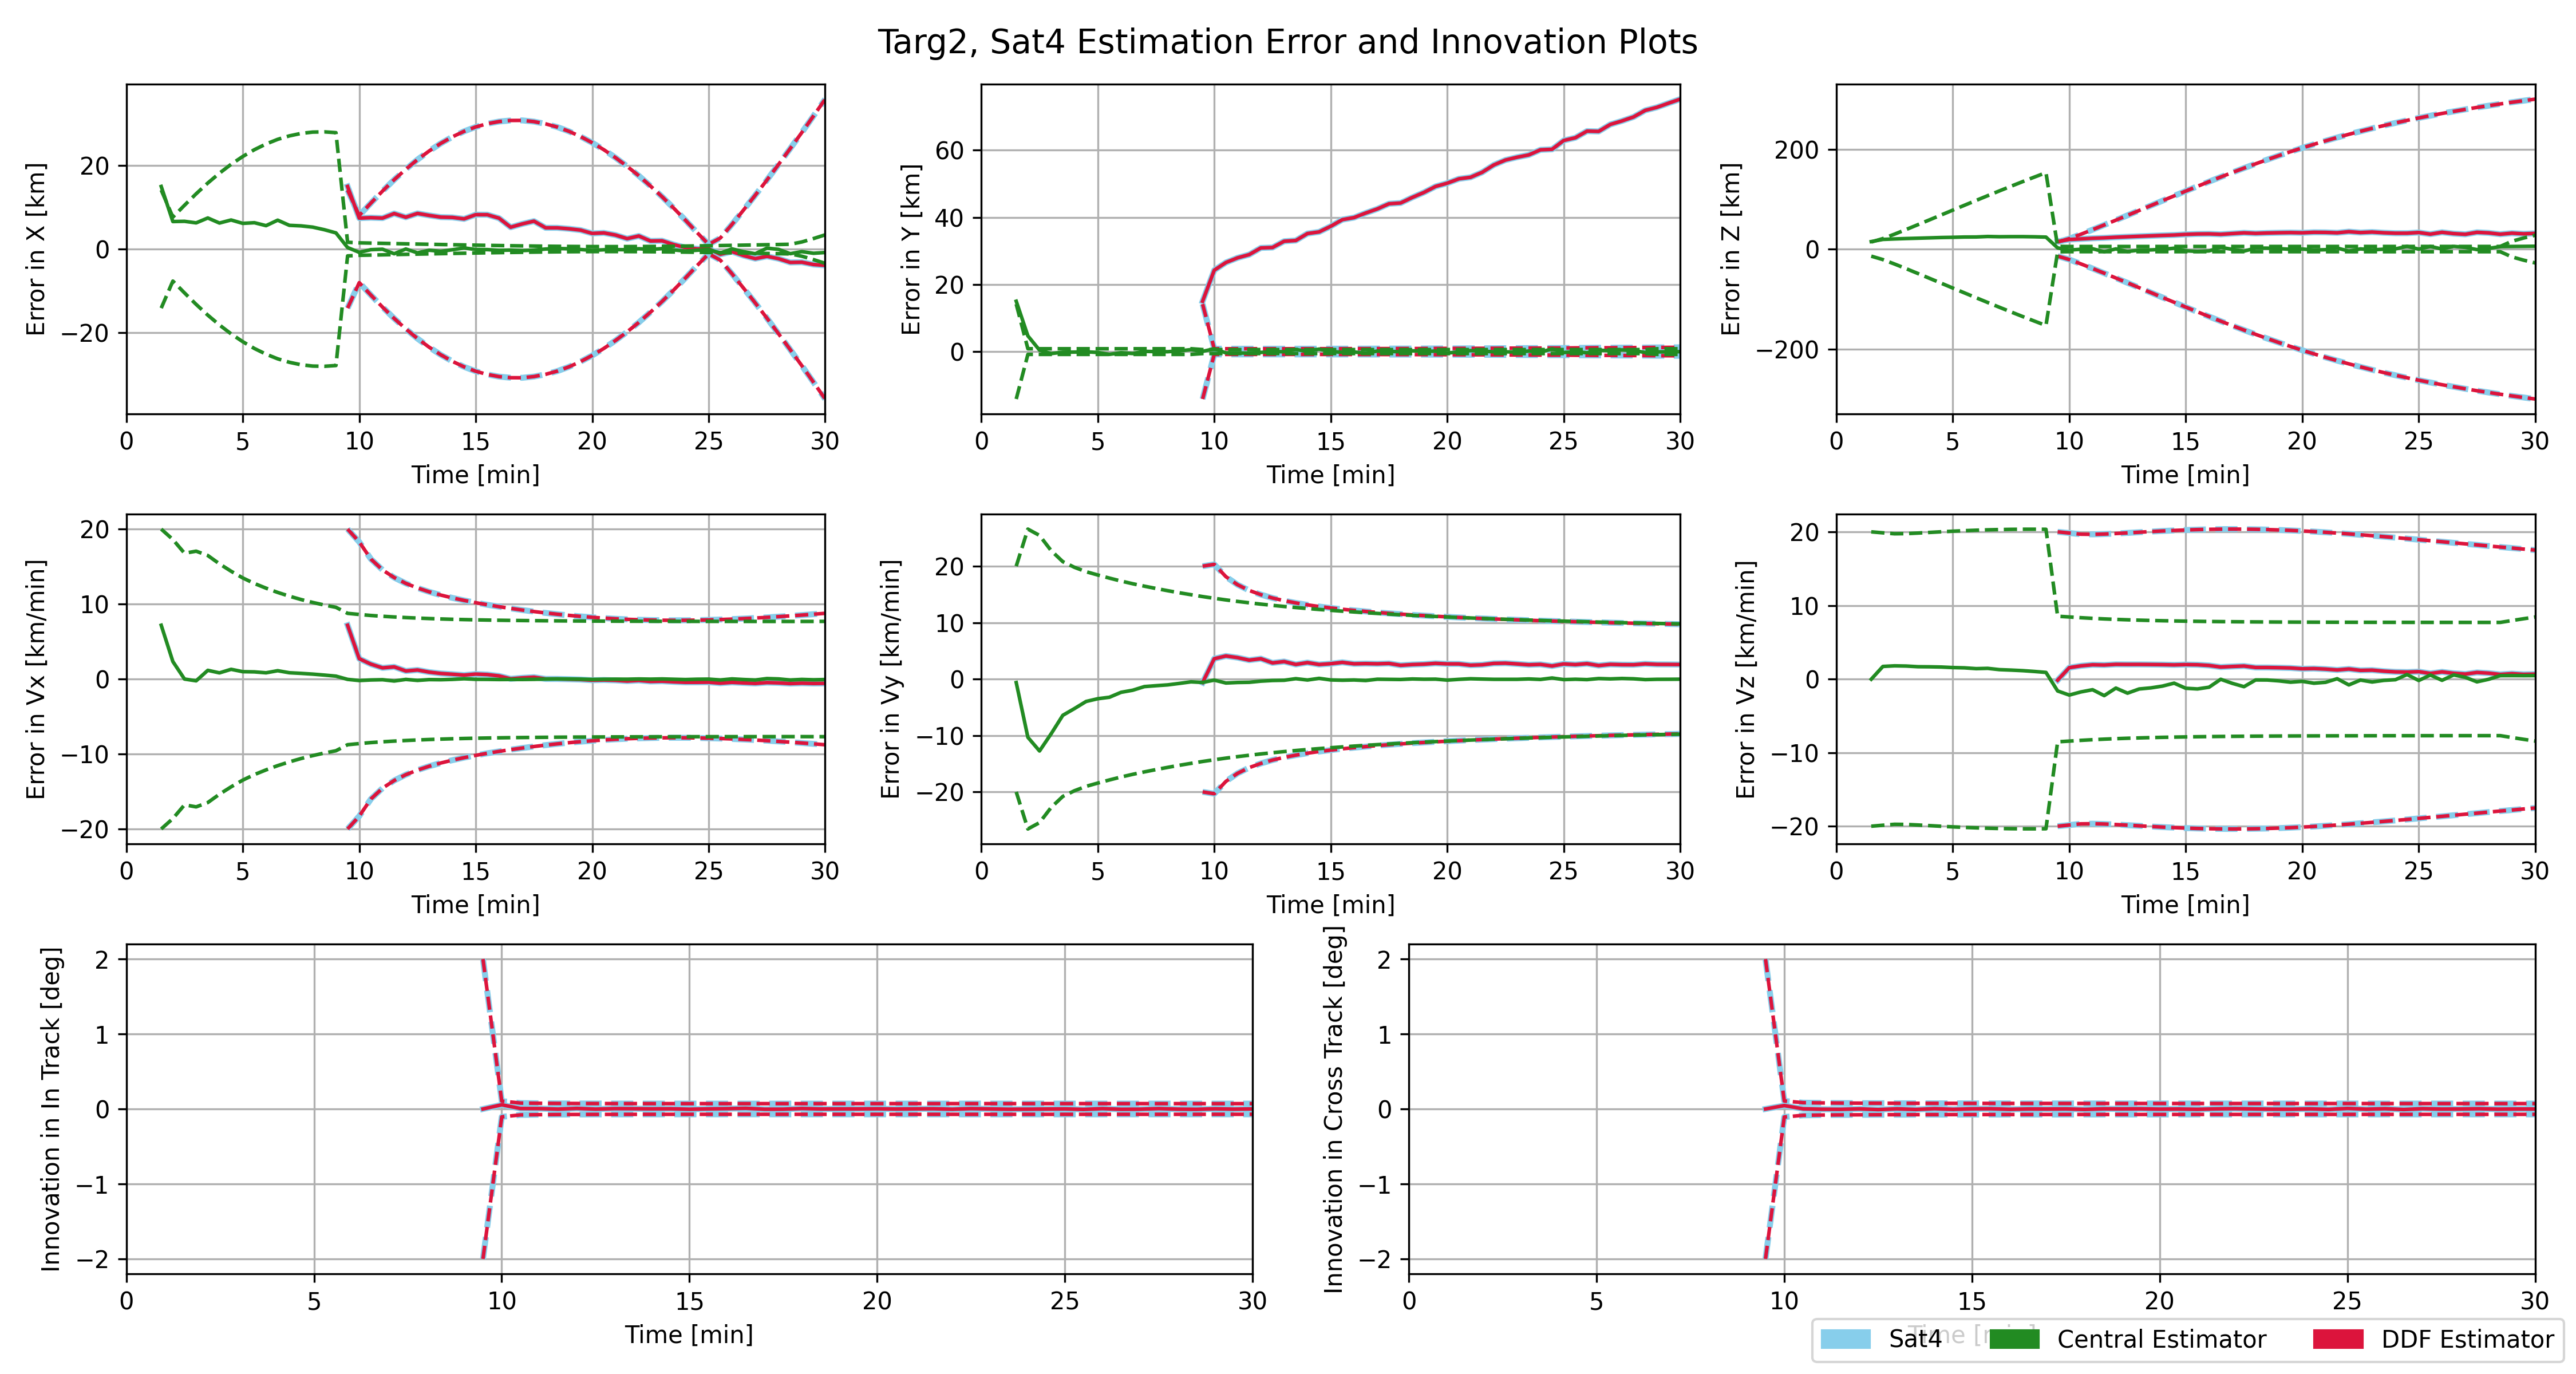 Targ2, Sat4 Estimation Error and Innovation Plots
Error in X [km]
20
0
−20
0 5 10 15 20 25 30
Time [min]
Error in Y [km]
60
40
20
0
0 5 10 15 20 25 30
Time [min]
Error in Z [km]
200
0
−200
0 5 10 15 20 25 30
Time [min]
Error in Vx [km/min]
20
10
0
−10
−20
0 5 10 15 20 25 30
Time [min]
Error in Vy [km/min]
20
10
0
−10
−20
0 5 10 15 20 25 30
Time [min]
Error in Vz [km/min]
20
10
0
−10
−20
0 5 10 15 20 25 30
Time [min]
Innovation in In Track [deg]
2
1
0
−1
−2
0 5 10 15 20 25 30
Time [min]
Innovation in Cross Track [deg]
2
1
0
−1
−2
0 5 10 15 20 25 30
Time [min]
Sat4 Central Estimator DDF Estimator